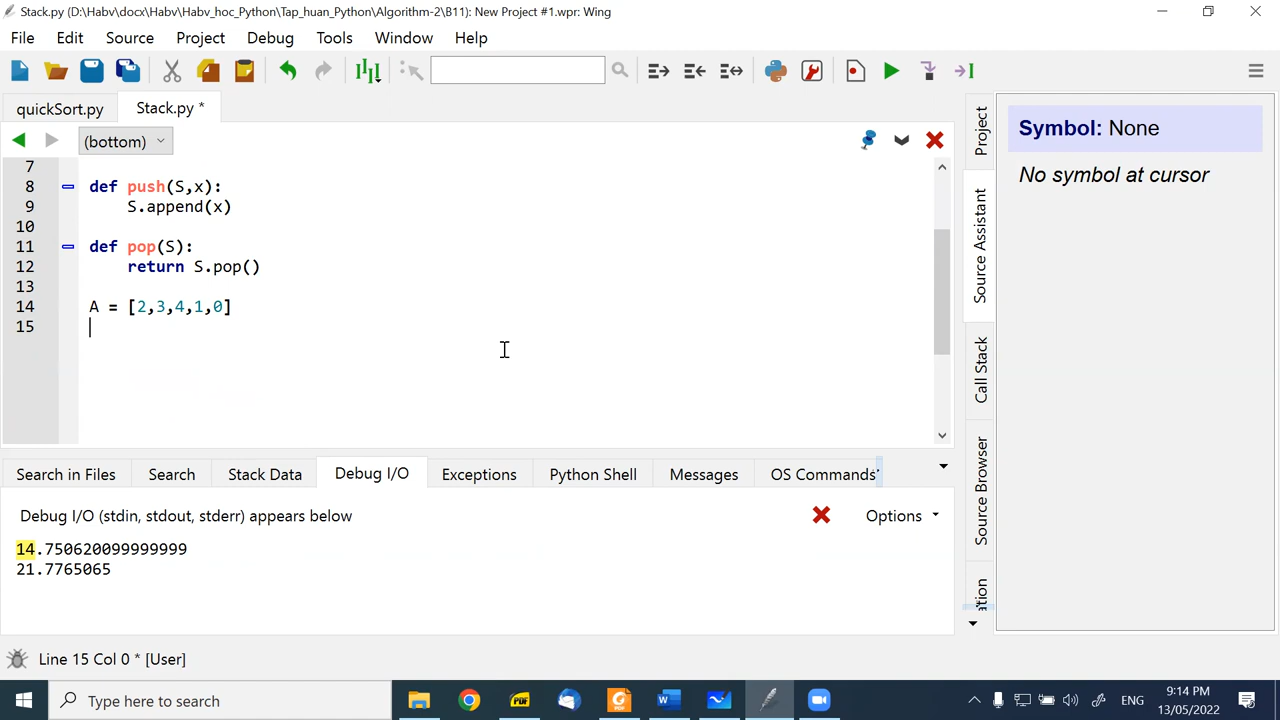 Stack.py (D:\Habv\docx\Habv\Habv_hoc_Python\Tap_huan_Python\Algorithm-2\B11): New Project #1.wpr: Wing
File Edit Source Project Debug Tools Window Help
quickSort.py Stack.py *
(bottom)
7
8 def push(S,x):
9 S.append(x)
10
11 def pop(S):
12 return S.pop()
13
14 A = [2,3,4,1,0]
15
Project
Source Assistant
Call Stack
Source Browser
Symbol: None
No symbol at cursor
Search in Files Search Stack Data Debug I/O Exceptions Python Shell Messages OS Commands
Debug I/O (stdin, stdout, stderr) appears below Options
14.750620099999999
21.7765065
Line 15 Col 0 * [User]
Type here to search
PDF
PDF
ENG
9:14 PM
13/05/2022